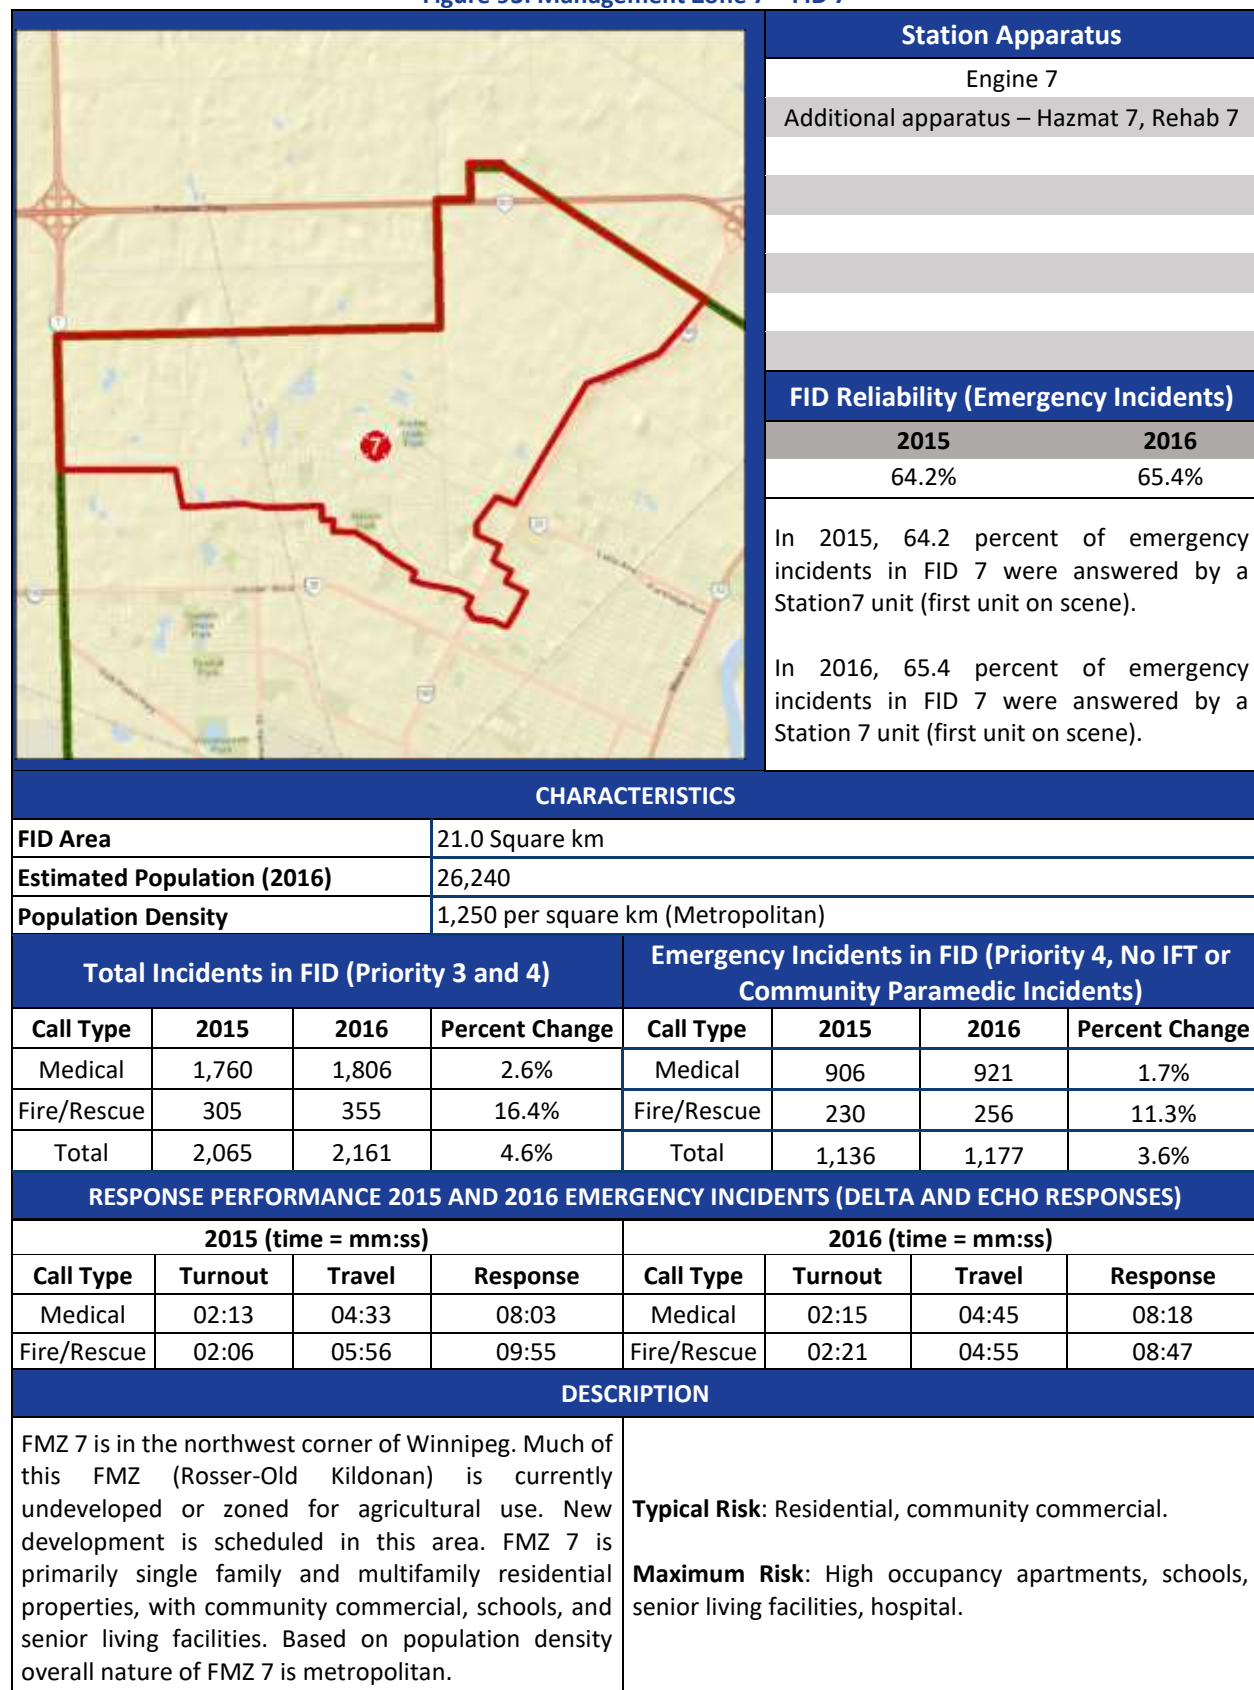 Figure 93. Management Zone 7 – FID 7
Station Apparatus
Engine 7
Additional apparatus – Hazmat 7, Rehab 7
7
FID Reliability (Emergency Incidents)
2015 2016
64.2% 65.4%
In 2015, 64.2 percent of emergency
incidents in FID 7 were answered by a
Station7 unit (first unit on scene).
In 2016, 65.4 percent of emergency
incidents in FID 7 were answered by a
Station 7 unit (first unit on scene).
CHARACTERISTICS
FID Area 21.0 Square km
Estimated Population (2016) 26,240
Population Density 1,250 per square km (Metropolitan)
Total Incidents in FID (Priority 3 and 4)
Emergency Incidents in FID (Priority 4, No IFT or
Community Paramedic Incidents)
Call Type 2015 2016 Percent Change Call Type 2015 2016 Percent Change
Medical 1,760 1,806 2.6% Medical 906 921 1.7%
Fire/Rescue 305 355 16.4% Fire/Rescue 230 256 11.3%
Total 2,065 2,161 4.6% Total 1,136 1,177 3.6%
RESPONSE PERFORMANCE 2015 AND 2016 EMERGENCY INCIDENTS (DELTA AND ECHO RESPONSES)
2015 (time = mm:ss) 2016 (time = mm:ss)
Call Type Turnout Travel Response Call Type Turnout Travel Response
Medical 02:13 04:33 08:03 Medical 02:15 04:45 08:18
Fire/Rescue 02:06 05:56 09:55 Fire/Rescue 02:21 04:55 08:47
DESCRIPTION
FMZ 7 is in the northwest corner of Winnipeg. Much of
this FMZ (Rosser-Old Kildonan) is currently
undeveloped or zoned for agricultural use. New
development is scheduled in this area. FMZ 7 is
primarily single family and multifamily residential
properties, with community commercial, schools, and
senior living facilities. Based on population density
overall nature of FMZ 7 is metropolitan.
Typical Risk: Residential, community commercial.
Maximum Risk: High occupancy apartments, schools,
senior living facilities, hospital.